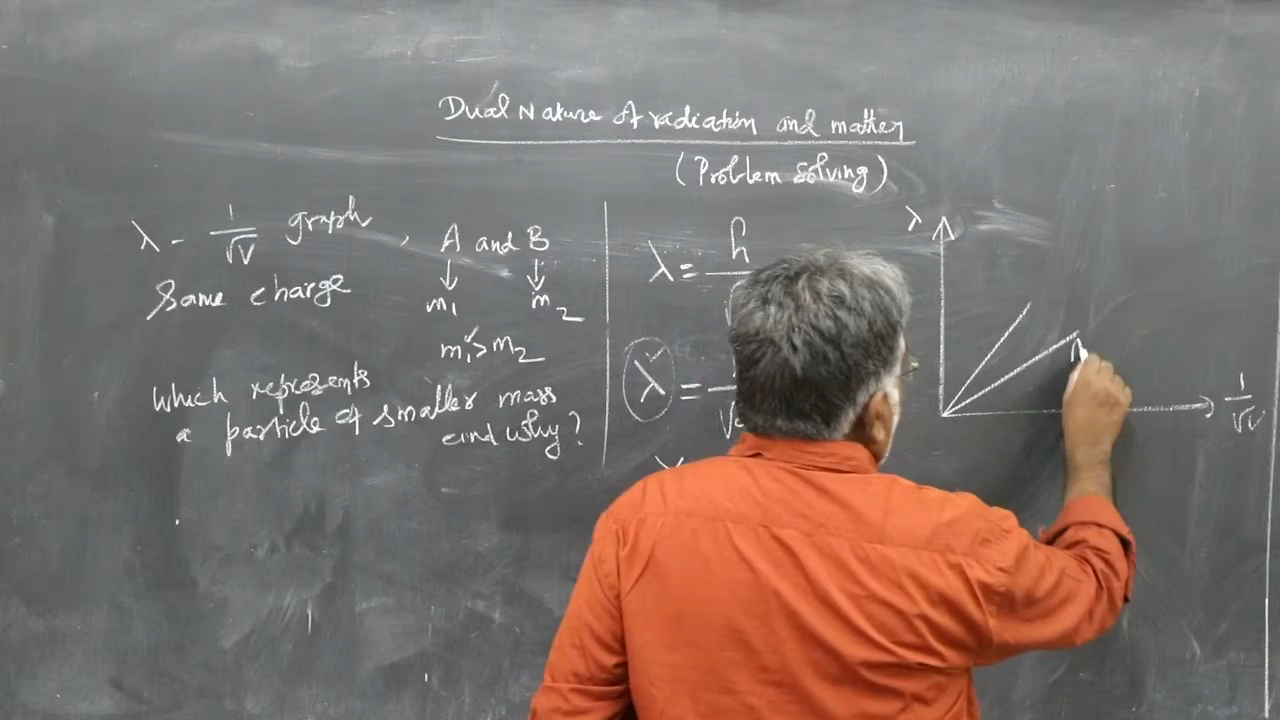 Dual Nature of radiation and matter
(Problem solving)
λ - 1/√V graph, A and B
Same charge
m₁ m₂
m₁ > m₂
Which represents
a particle of smaller mass
and why?
λ = h
λ =
λ
1/√V